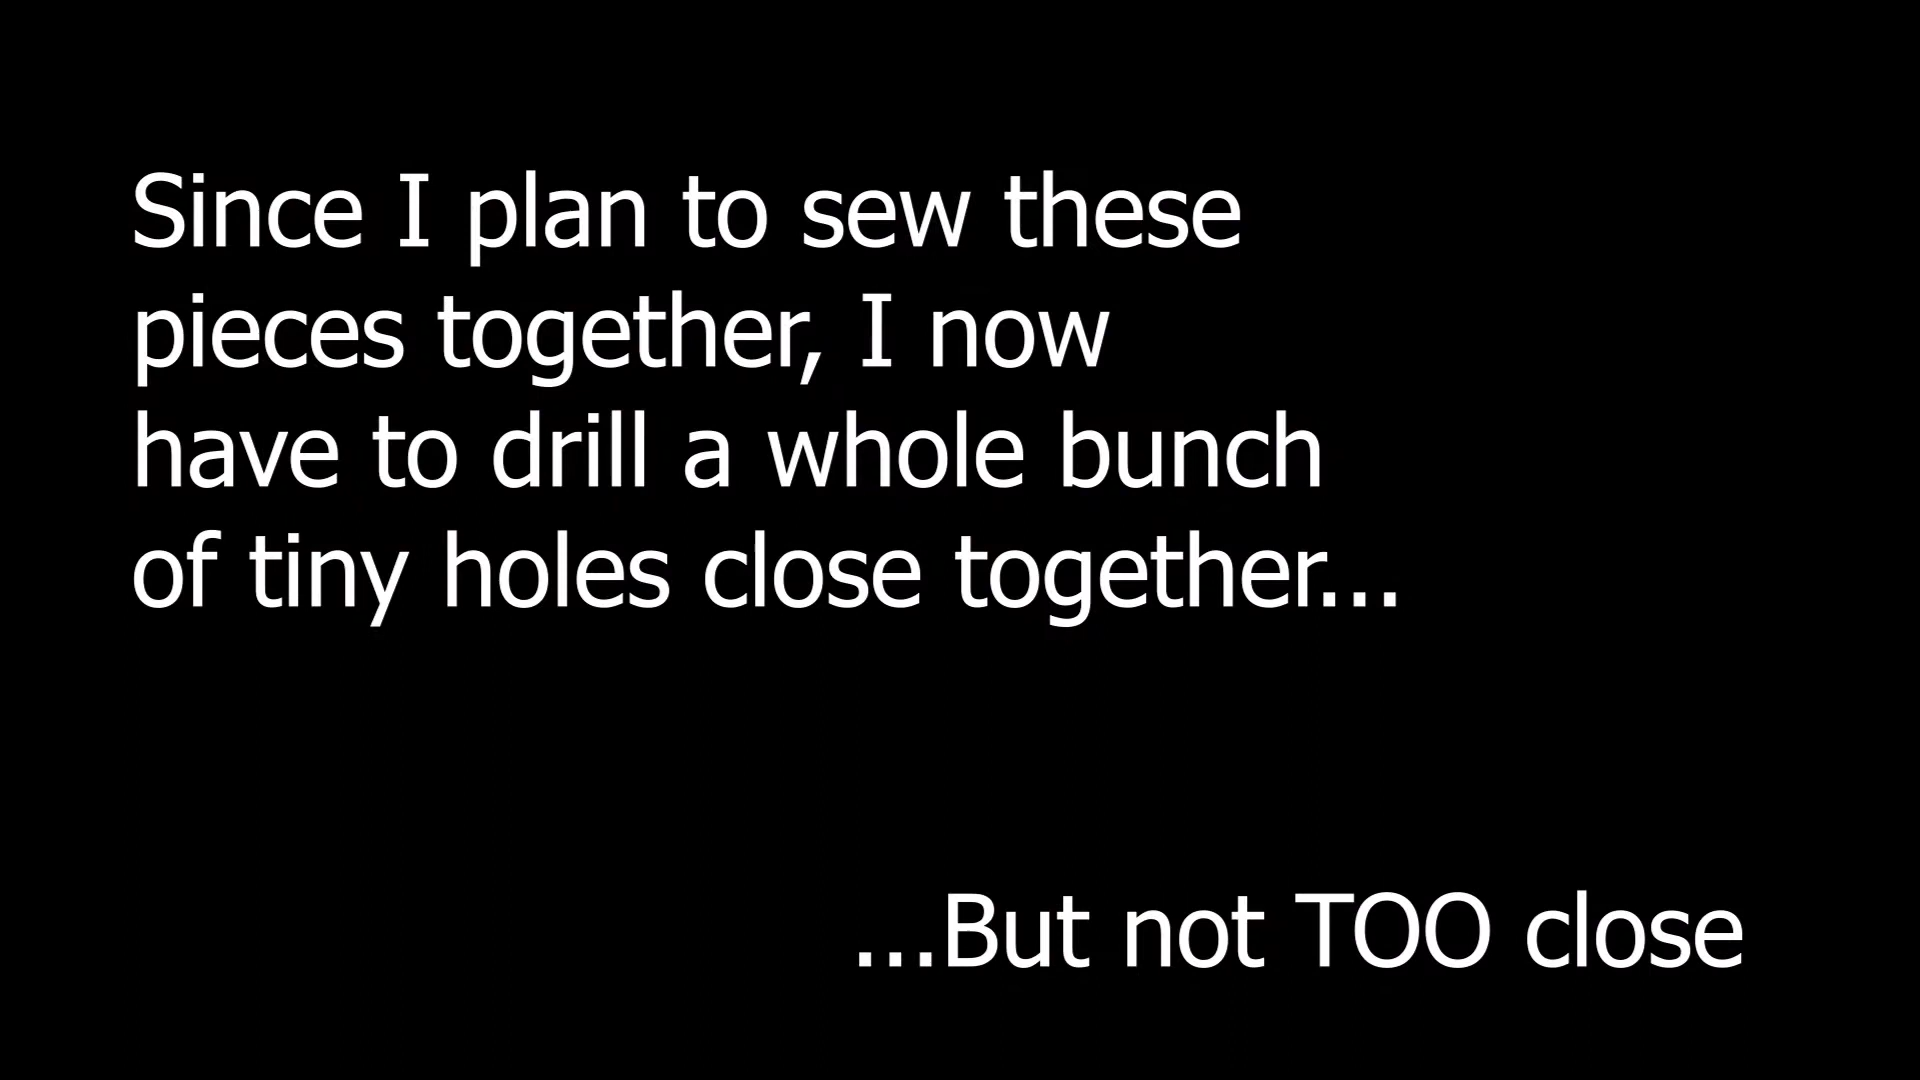 Since I plan to sew these
pieces together, I now
have to drill a whole bunch
of tiny holes close together...
...But not TOO close